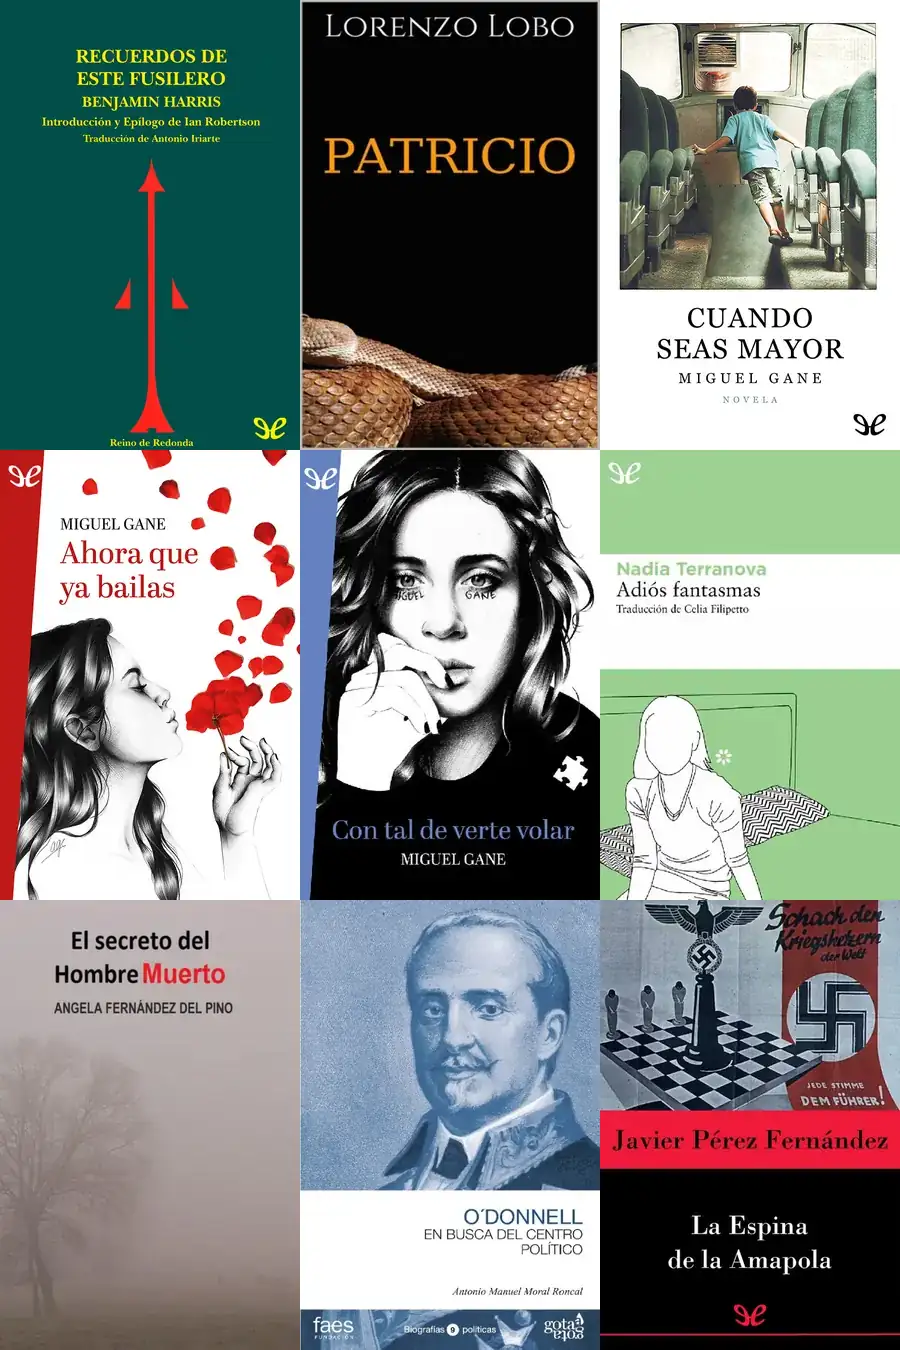 RECUERDOS DE
ESTE FUSILERO
BENJAMIN HARRIS
Introducción y Epílogo de Ian Robertson
Traducción de Antonio Iriarte
Reino de Redonda
LORENZO LOBO
PATRICIO
CUANDO
SEAS MAYOR
MIGUEL GANE
NOVELA
MIGUEL GANE
Ahora que
ya bailas
MIGUEL GANE
Con tal de verte volar
MIGUEL GANE
Nadia Terranova
Adiós fantasmas
Traducción de Celia Filipetto
El secreto del
Hombre Muerto
ANGELA FERNÁNDEZ DEL PINO
O´DONNELL
EN BUSCA DEL CENTRO
POLÍTICO
Antonio Manuel Moral Roncal
faes
FUNDACIÓN
Biografías 9 políticas
gota a
gota
Schach den
Kriegshetzern
der Welt
JEDE STIMME
DEM FÜHRER!
Javier Pérez Fernández
La Espina
de la Amapola